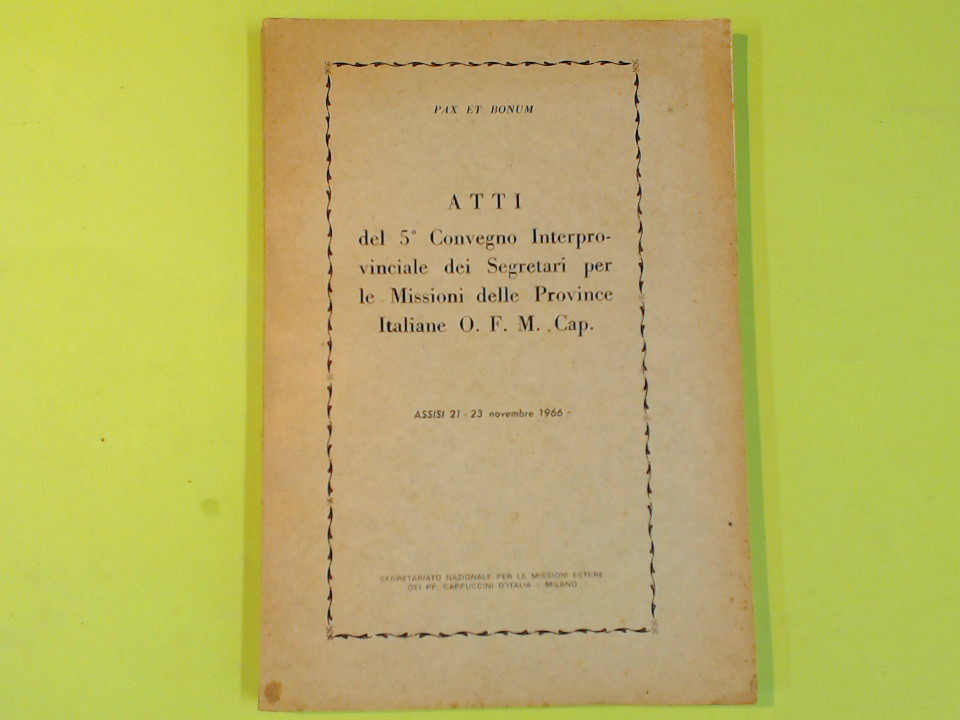 PAX ET BONUM
ATTI
del 5° Convegno Interpro-
vinciale dei Segretari per
le Missioni delle Province
Italiane O. F. M. Cap.
ASSISI 21 - 23 novembre 1966 -
SEGRETARIATO NAZIONALE PER LE MISSIONI ESTERE
DEI PP. CAPPUCCINI D'ITALIA - MILANO